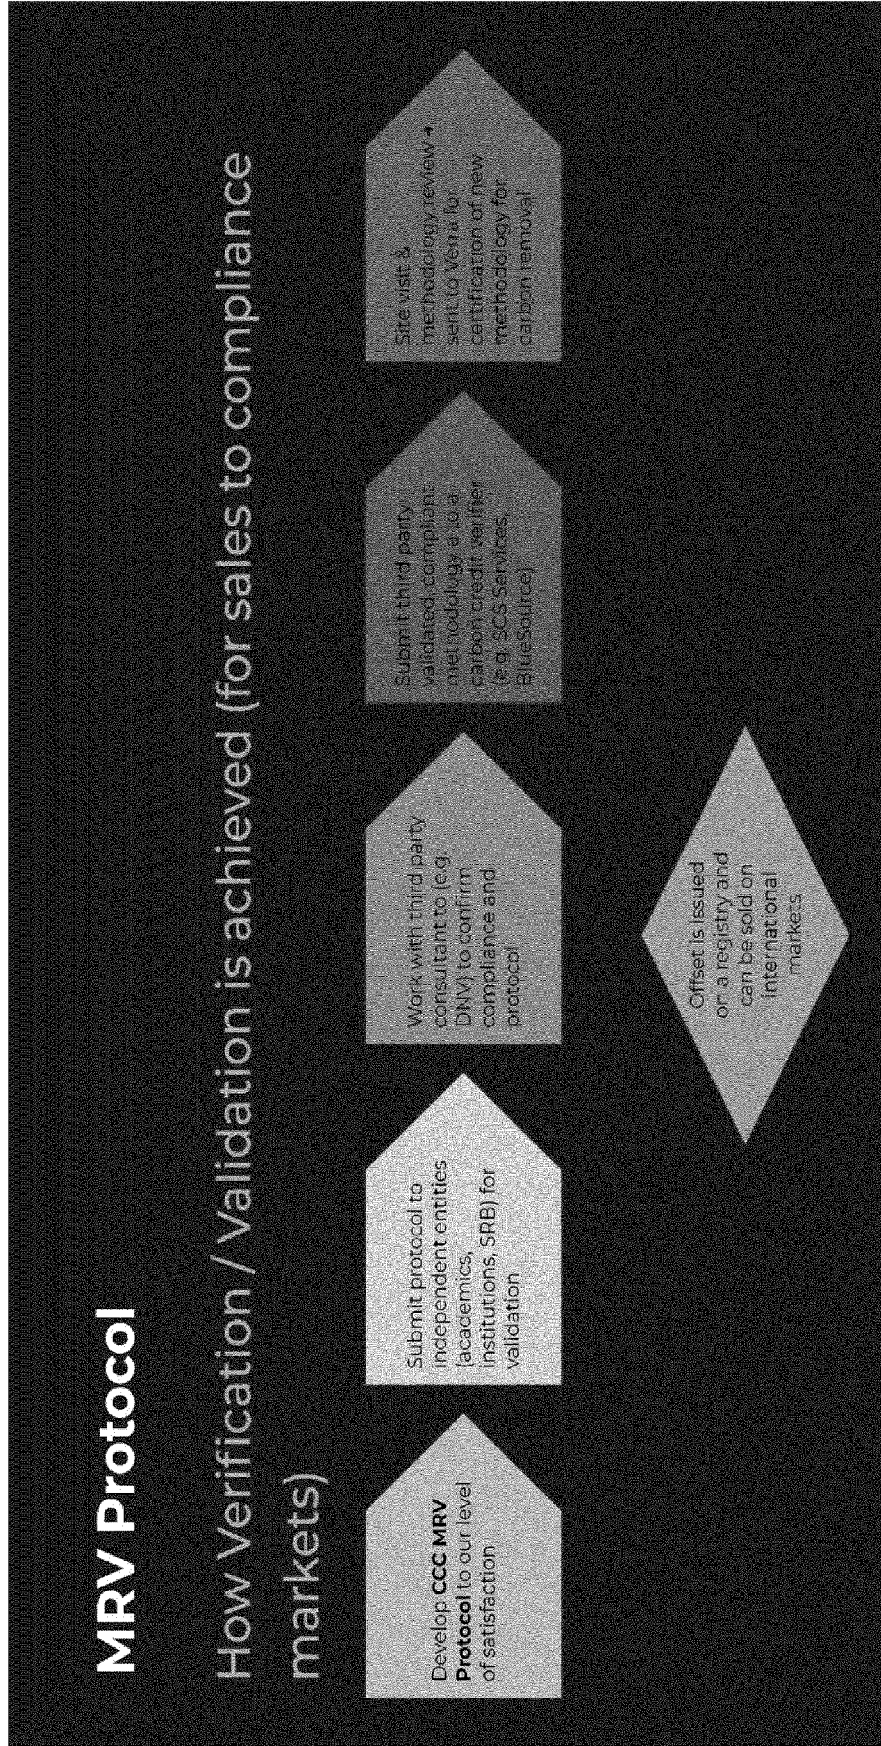 MRV Protocol
How Verification / Validation is achieved (for sales to compliance
markets)
Develop CCC MRV
Protocol to our level
of satisfaction
Submit protocol to
independent entities
(academics,
Institutions, SRB) for
validation
Work with third party
consultant to (e.g.
DNV) to confirm
compliance and
protocol
Submit third party
validated, compliant
methodology e to a
carbon credit verifier
(e.g. SCS Services,
BlueSource)
Site visit &
methodology review →
sent to Verra for
certification of new
methodology for
carbon removal
Offset is issued
on a registry and
can be sold on
international
markets